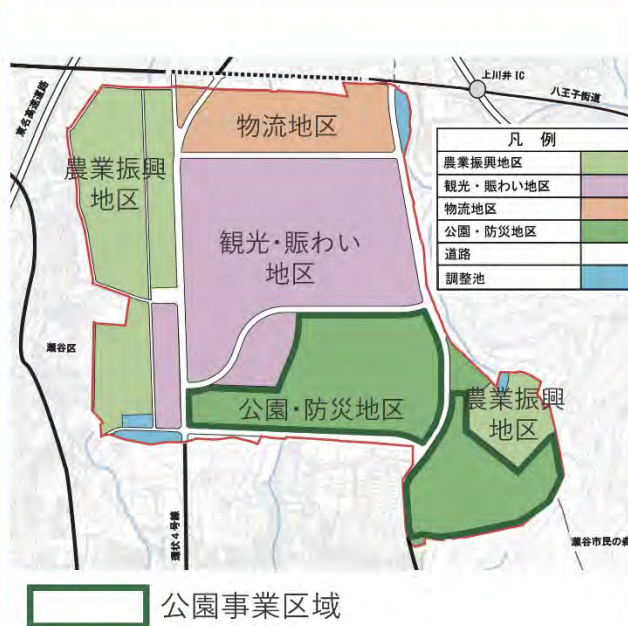 上川井 IC
八王子街道
東名高速道路
物流地区
凡 例
農業振興地区
観光・賑わい地区
物流地区
公園・防災地区
道路
調整池
農業振興
地区
観光・賑わい
地区
瀬谷区
公園・防災地区
農業振興
地区
環状4号線
瀬谷市民の森
公園事業区域